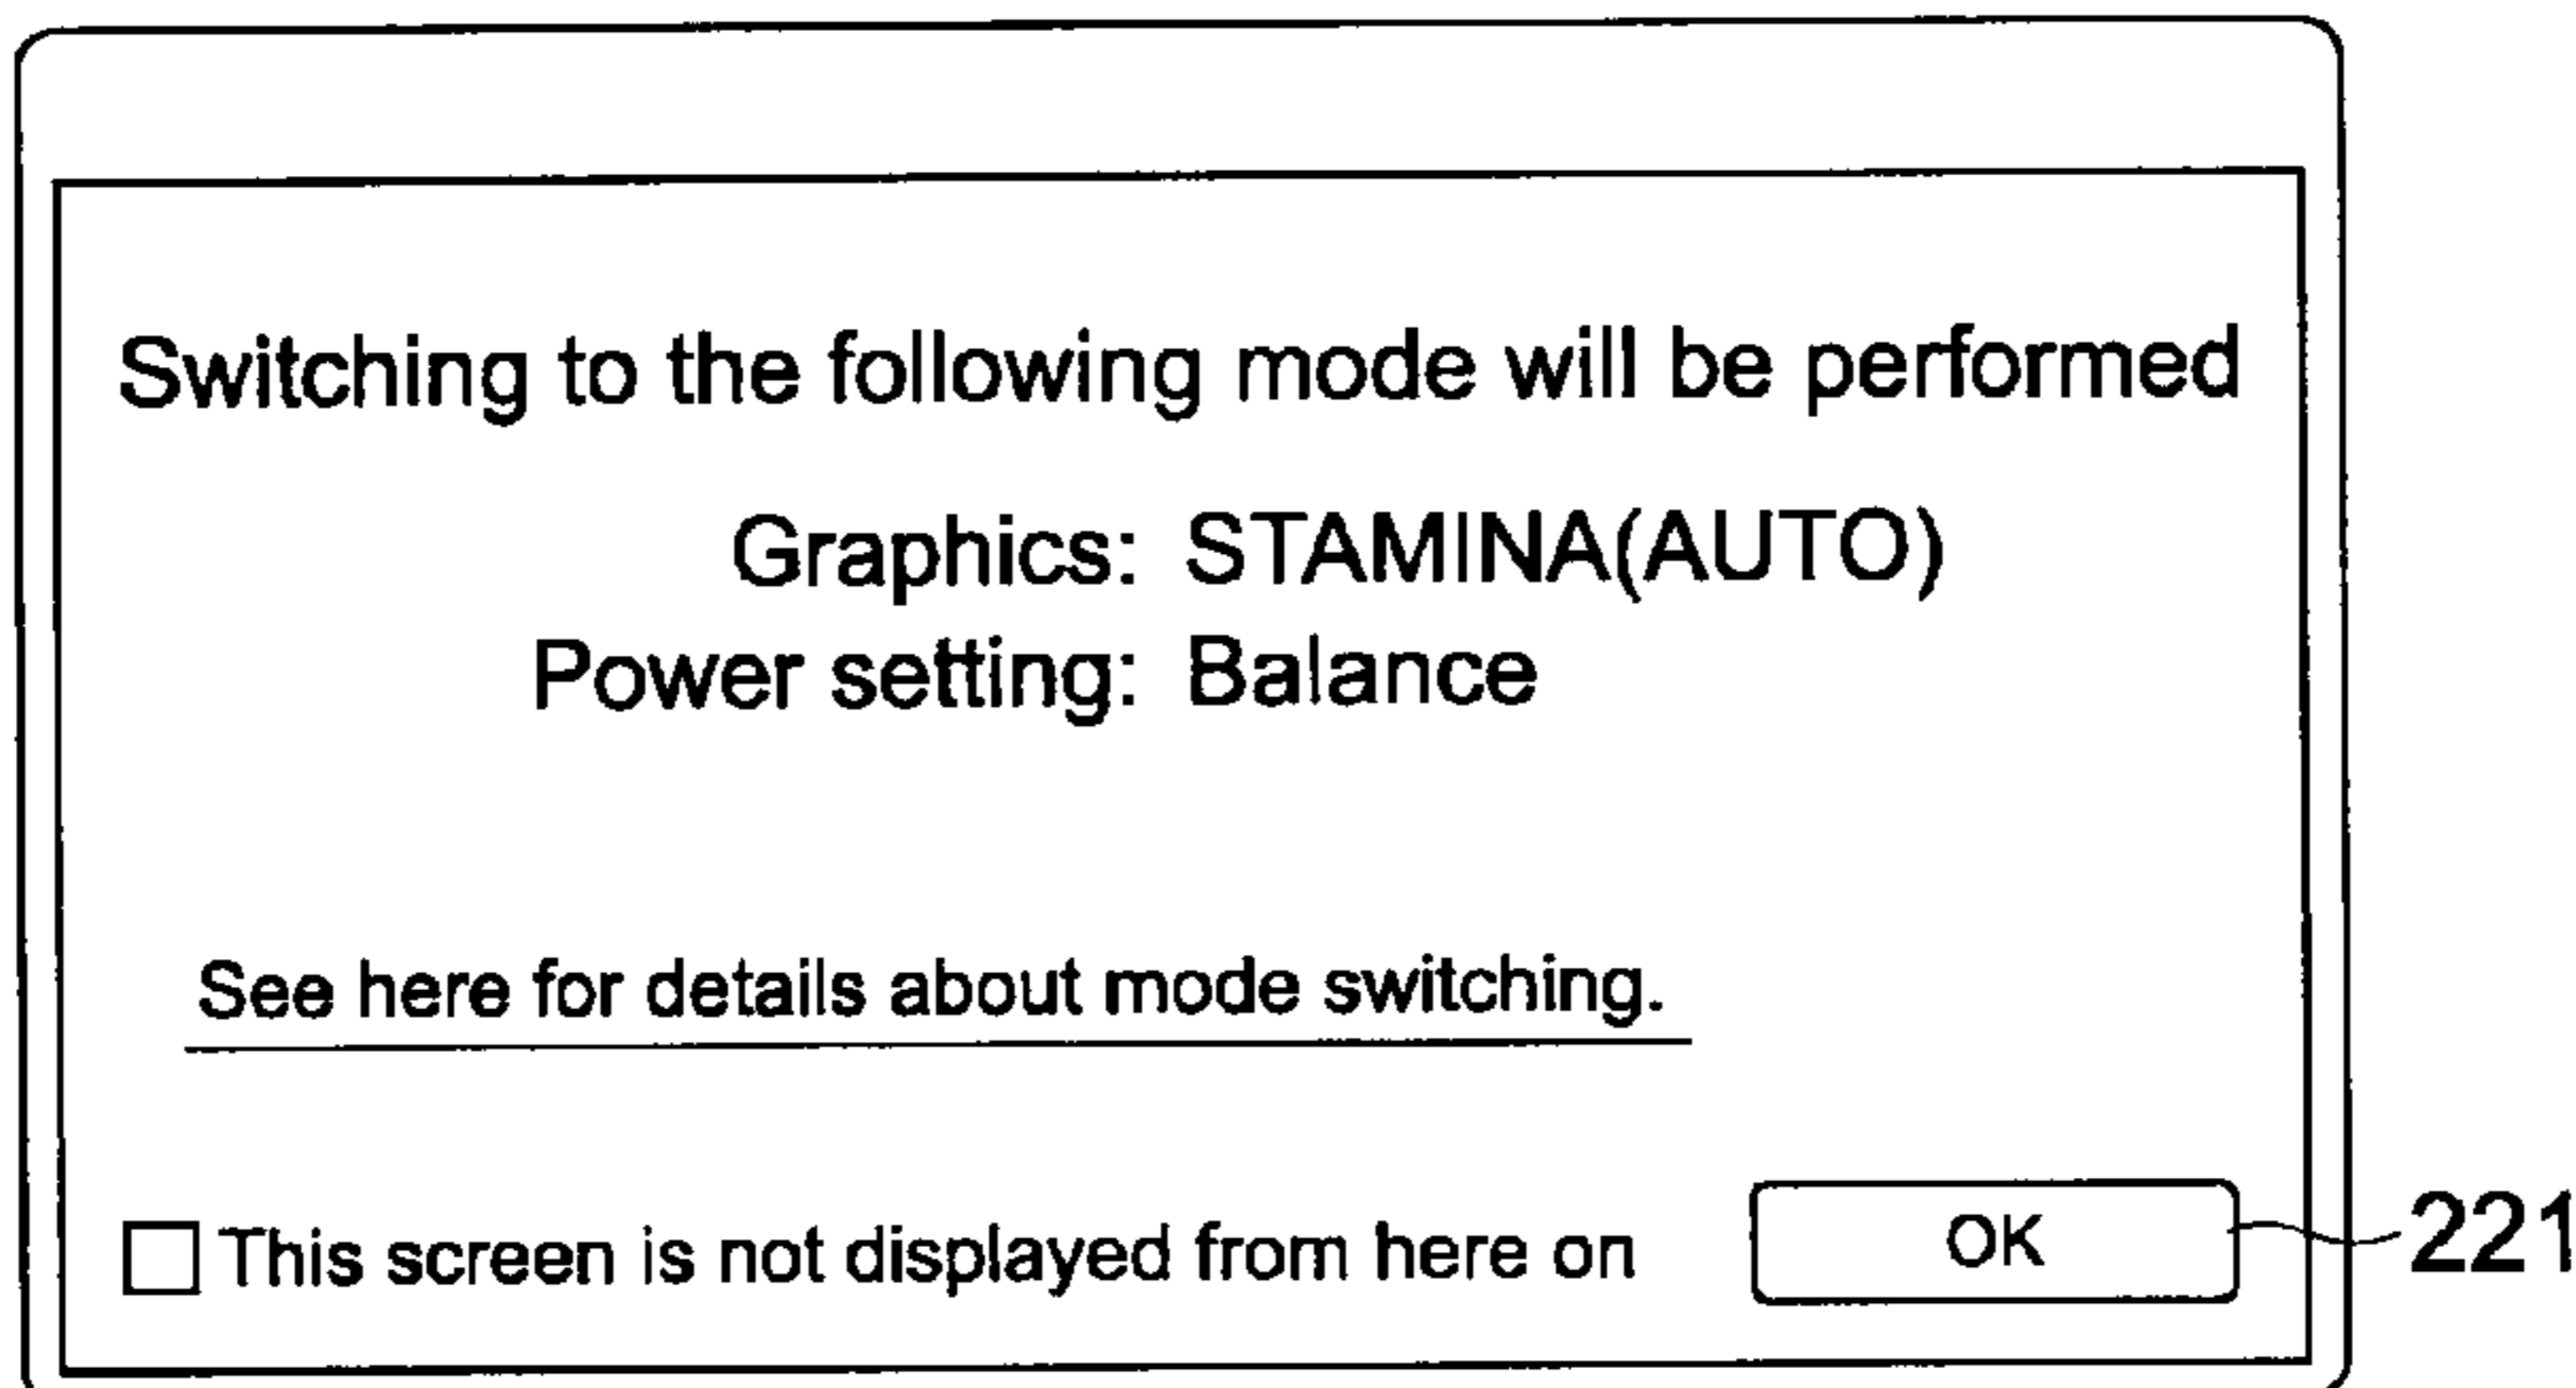 Switching to the following mode will be performed
Graphics: STAMINA(AUTO)
Power setting: Balance
See here for details about mode switching.
This screen is not displayed from here on
OK
221